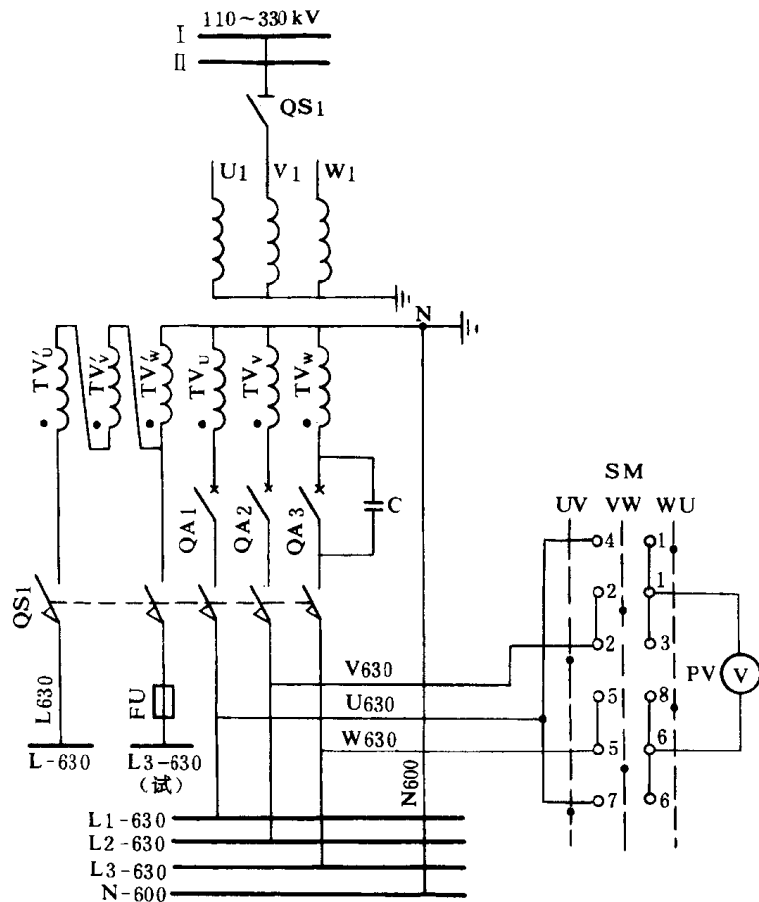 110~330kV
I
II
QS1
U1 V1 W1
N
TV'U TV'V TV'W TVU TVV TVW
QA1 QA2 QA3 C
SM
UV VW WU
4 1
2 1
2 3
5 8
5 6
7 6
PV V
QS1
V630
U630
W630
L630
FU
N600
L-630
L3-630
(试)
L1-630
L2-630
L3-630
N-600